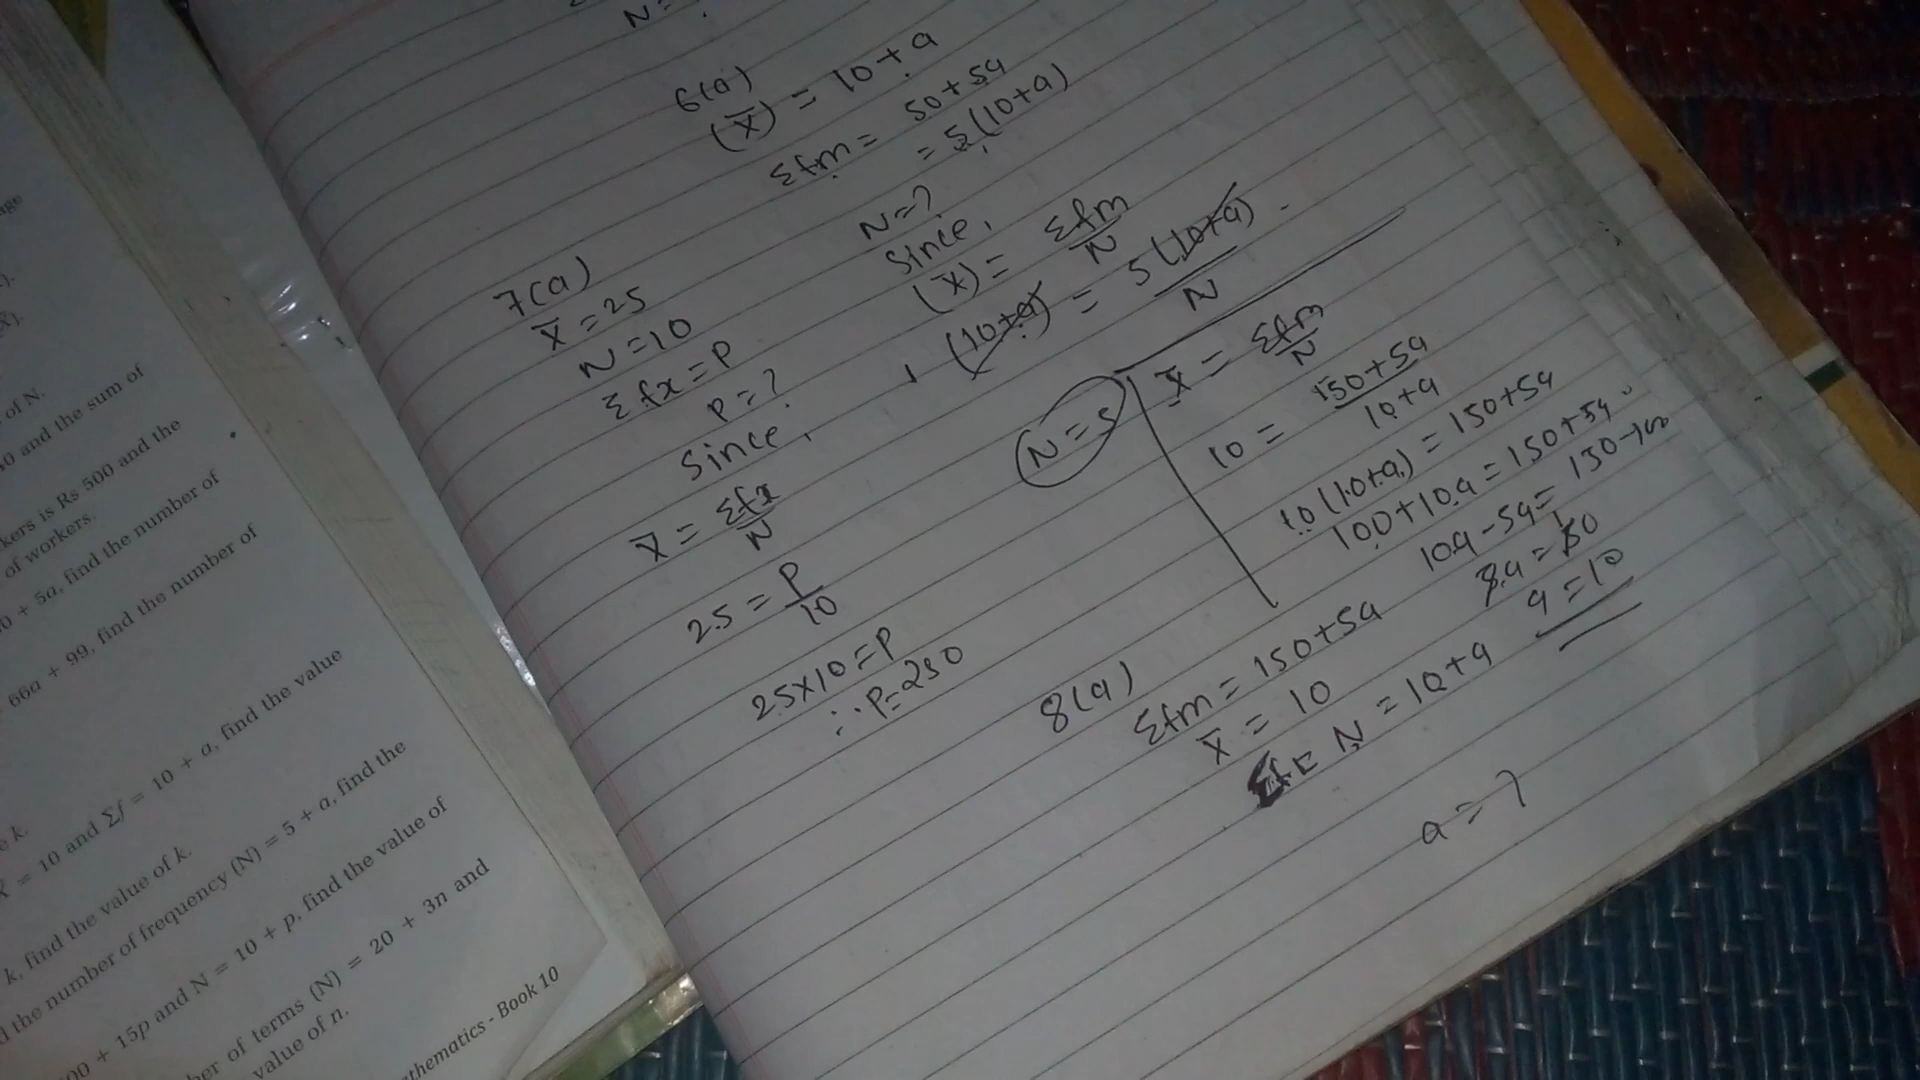 of N.
0 and the sum of
kers is Rs 500 and the
of workers.
0 + 5a, find the number of
66a + 99, find the number of
= 10 and Σf = 10 + a, find the value
e k.
k, find the value of k.
d the number of frequency (N) = 5 + a, find the
00 + 15p and N = 10 + p, find the value of
ber of terms (N) = 20 + 3n and
value of n.
thematics - Book 10
6(a)
(X̄) = 10 + a
Σfm = 50 + 5a
= 5(10+a)
N = ?
Since,
(X̄) = Σfm/N
(10+a) = 5(10+a)/N
N = 5
7(a)
X̄ = 25
N = 10
Σfx = P
P = ?
Since,
X̄ = Σfx/N
25 = P/10
25×10 = P
∴ P = 250
X̄ = Σfm/N
10 = 150+5a/10+a
10(10+a) = 150+5a
100+10a = 150+5a
10a-5a = 150-100
a = 10
8(a)
Σfm = 150+5a
X̄ = 10
N = 10+a
a = ?